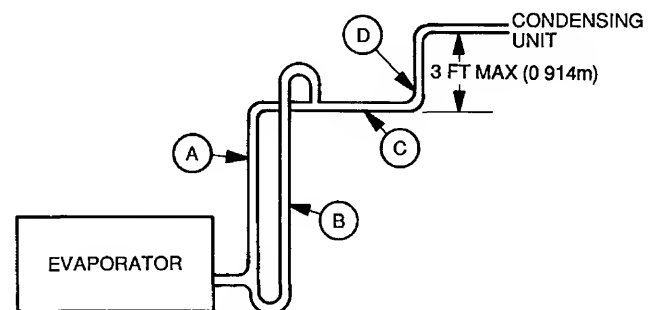 CONDENSING
UNIT
D
3 FT MAX (0 914m)
A
C
B
EVAPORATOR